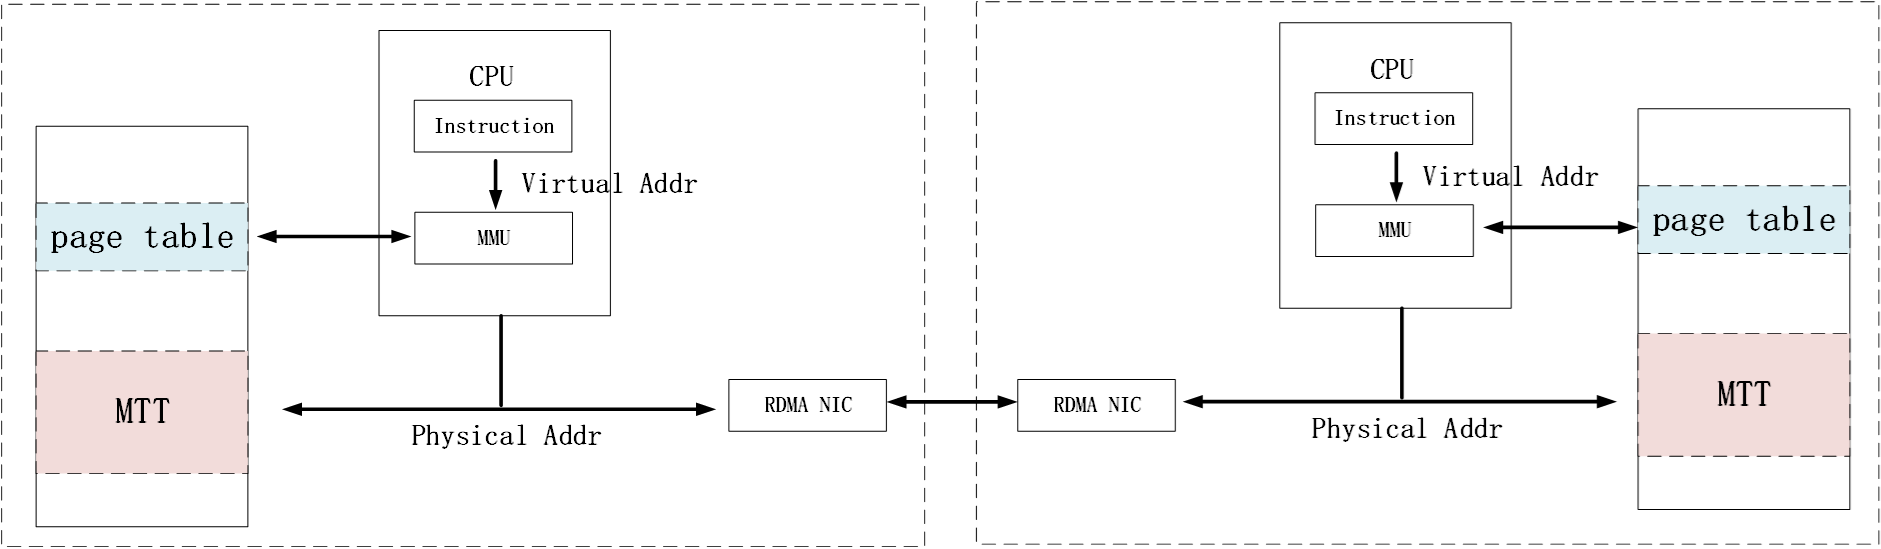 CPU
Instruction
Virtual Addr
page table
MMU
MTT
RDMA NIC
Physical Addr
CPU
Instruction
Virtual Addr
page table
MMU
MTT
RDMA NIC
Physical Addr